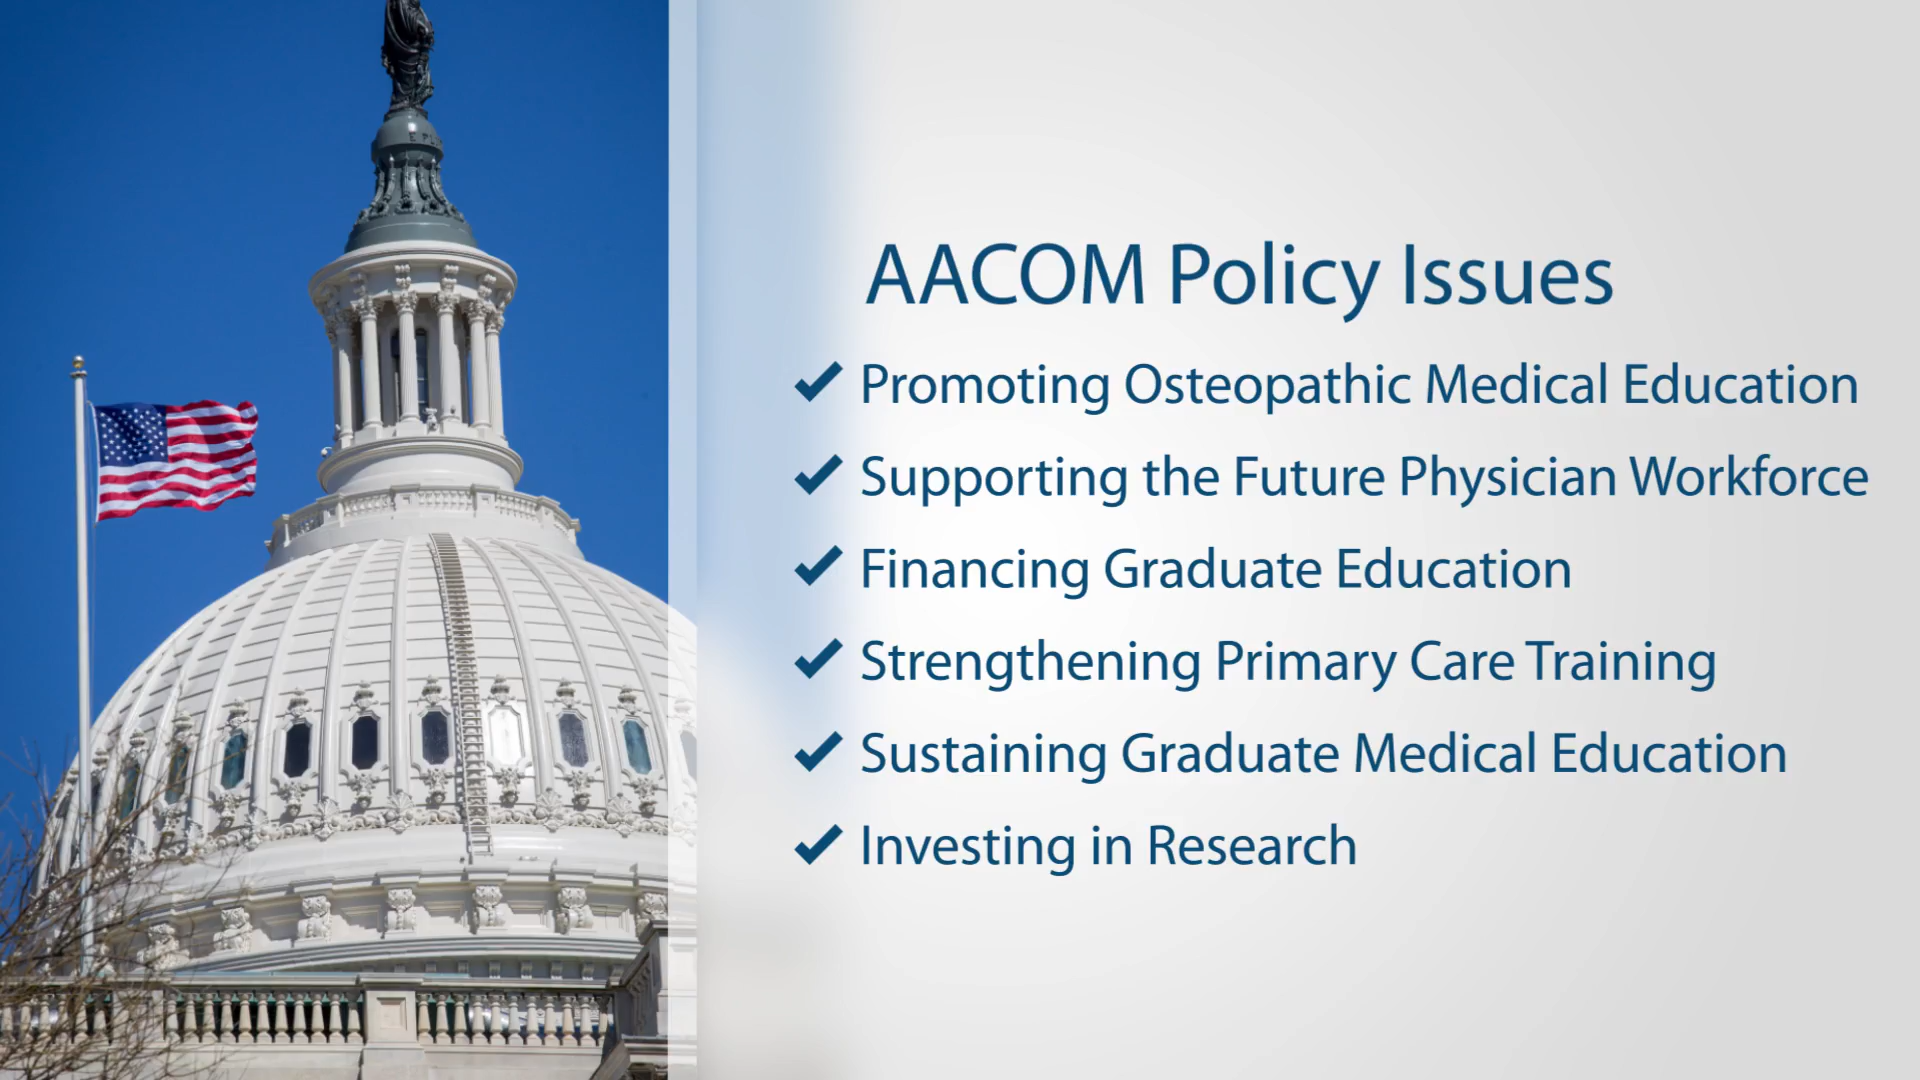 AACOM Policy Issues
Promoting Osteopathic Medical Education
Supporting the Future Physician Workforce
Financing Graduate Education
Strengthening Primary Care Training
Sustaining Graduate Medical Education
Investing in Research